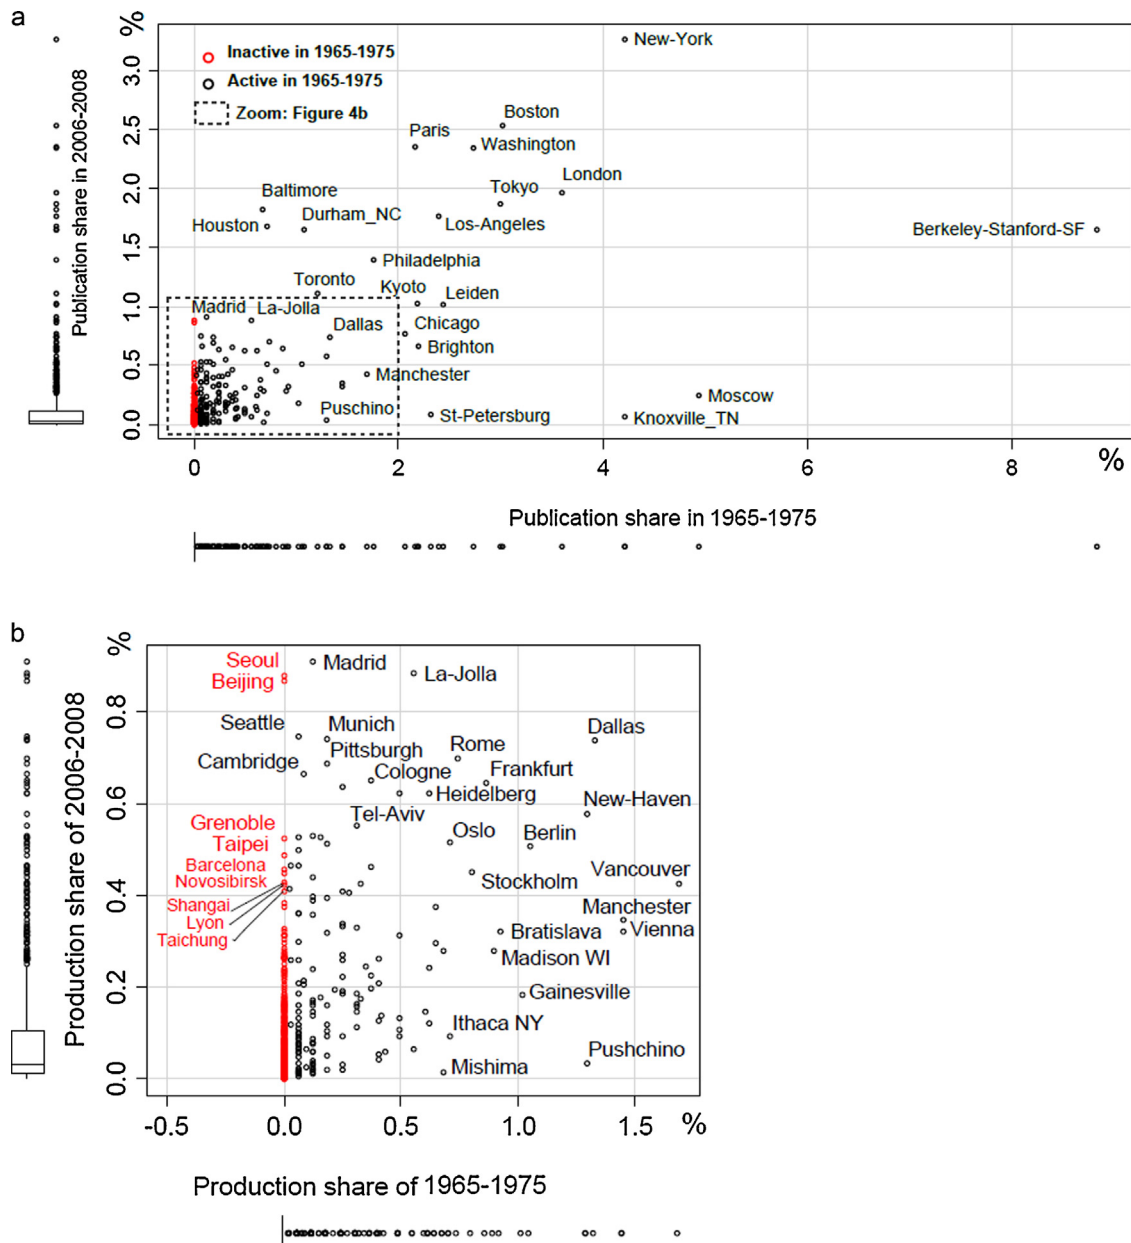 a
%
New-York
Inactive in 1965-1975
Active in 1965-1975
Zoom: Figure 4b
Boston
Paris
Washington
London
Tokyo
Baltimore
Durham_NC
Houston
Los-Angeles
Berkeley-Stanford-SF
Philadelphia
Toronto
Kyoto
Leiden
Madrid
La-Jolla
Dallas
Chicago
Brighton
Manchester
Moscow
Puschino
St-Petersburg
Knoxville_TN
Publication share in 2006-2008
3.0
2.5
2.0
1.5
1.0
0.5
0.0
0
2
4
6
8
%
Publication share in 1965-1975
b
%
Seoul
Madrid
Beijing
La-Jolla
Seattle
Munich
Dallas
Pittsburgh
Rome
Cambridge
Cologne
Frankfurt
Heidelberg
New-Haven
Tel-Aviv
Grenoble
Oslo
Berlin
Taipei
Barcelona
Vancouver
Novosibirsk
Stockholm
Shangai
Manchester
Lyon
Bratislava
Vienna
Taichung
Madison WI
Gainesville
Ithaca NY
Pushchino
Mishima
Production share of 2006-2008
0.8
0.6
0.4
0.2
0.0
-0.5
0.0
0.5
1.0
1.5
%
Production share of 1965-1975